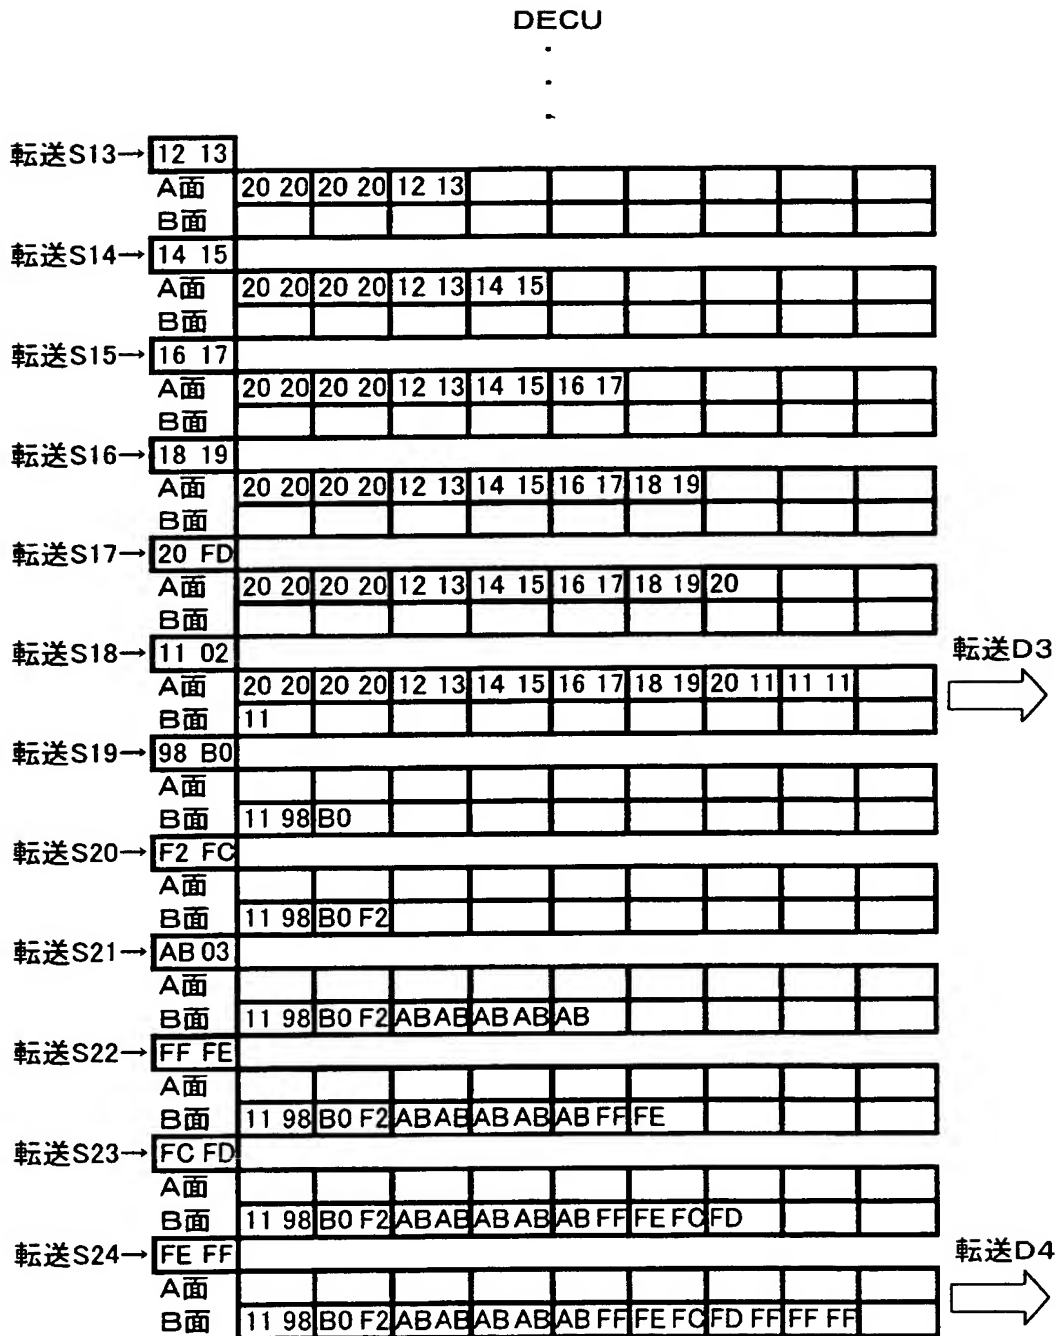 DECU
転送S13→ 12 13
A面 20 20 20 20 12 13
B面
転送S14→ 14 15
A面 20 20 20 20 12 13 14 15
B面
転送S15→ 16 17
A面 20 20 20 20 12 13 14 15 16 17
B面
転送S16→ 18 19
A面 20 20 20 20 12 13 14 15 16 17 18 19
B面
転送S17→ 20 FD
A面 20 20 20 20 12 13 14 15 16 17 18 19 20
B面
転送S18→ 11 02 転送D3
A面 20 20 20 20 12 13 14 15 16 17 18 19 20 11 11 11
B面 11
転送S19→ 98 B0
A面
B面 11 98 B0
転送S20→ F2 FC
A面
B面 11 98 B0 F2
転送S21→ AB 03
A面
B面 11 98 B0 F2 AB AB AB AB AB
転送S22→ FF FE
A面
B面 11 98 B0 F2 AB AB AB AB AB FF FE
転送S23→ FC FD
A面
B面 11 98 B0 F2 AB AB AB AB AB FF FE FC FD
転送S24→ FE FF 転送D4
A面
B面 11 98 B0 F2 AB AB AB AB AB FF FE FC FD FF FF FF